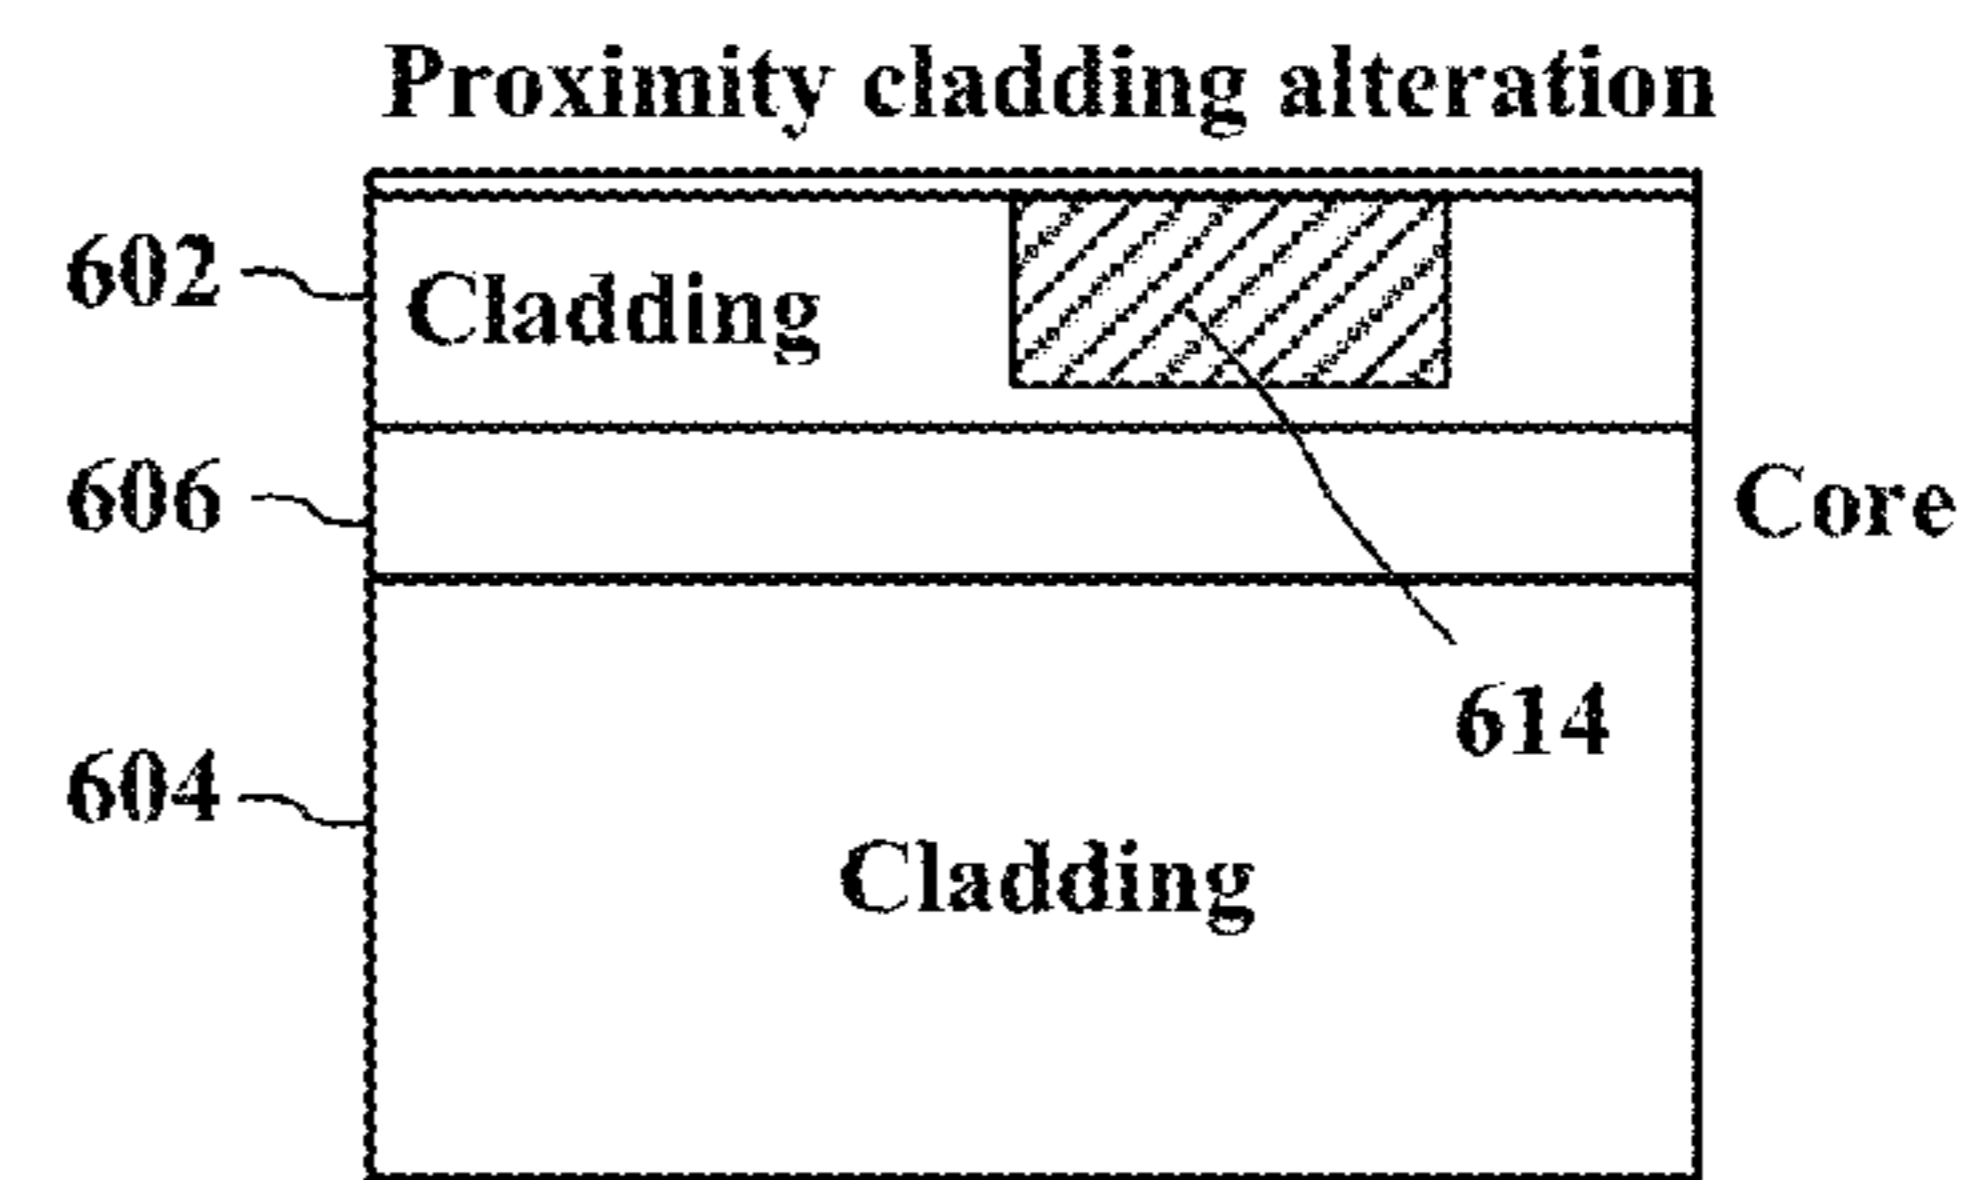 Proximity cladding alteration
602
Cladding
606
Core
614
604
Cladding